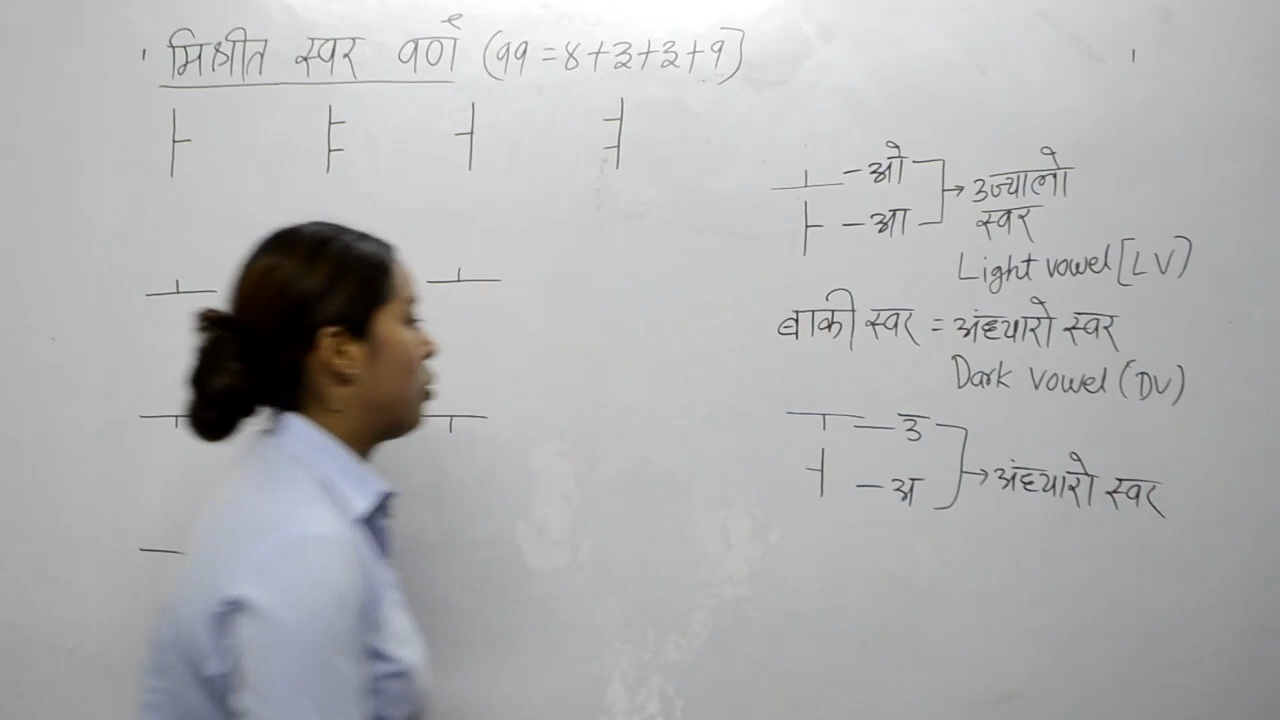 मिश्रीत स्वर वर्ण (११=४+३+३+१)
ㅏ ㅑ ㅓ ㅕ
ㅗ ㅗ
ㅜ ㅜ
ㅡ
ㅗ - ओ → उज्यालो
ㅏ - आ स्वर
Light vowel [LV)
बाकी स्वर = अंध्यारो स्वर
Dark vowel (DV)
ㅜ - उ
ㅓ - अ → अंध्यारो स्वर